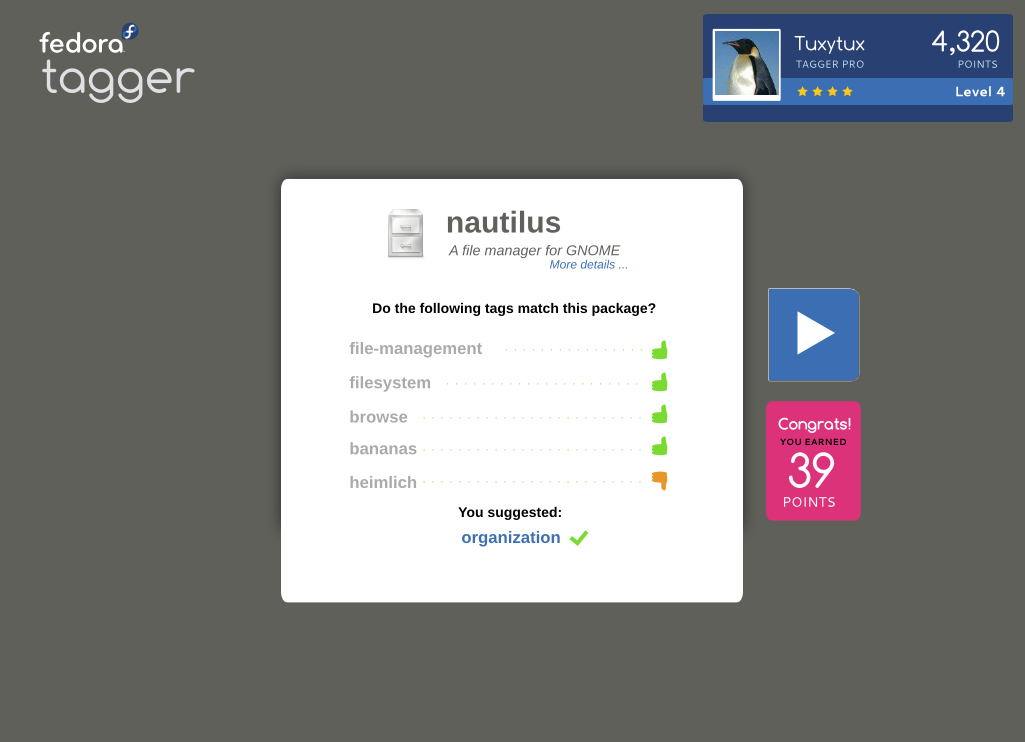 fedora
tagger
Tuxytux
TAGGER PRO
4,320
POINTS
Level 4
nautilus
A file manager for GNOME
More details ...
Do the following tags match this package?
file-management
filesystem
browse
bananas
heimlich
You suggested:
organization
Congrats!
YOU EARNED
39
POINTS